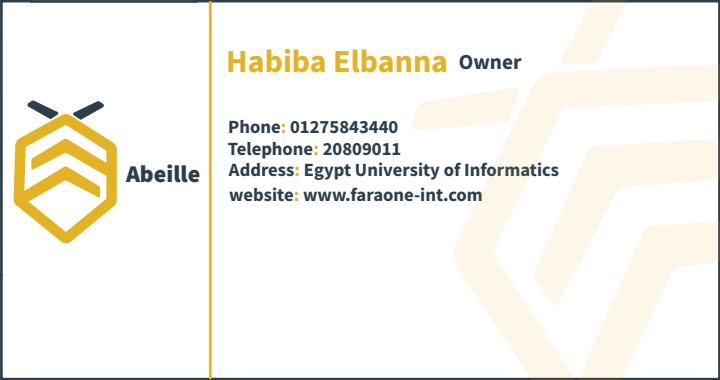 Habiba Elbanna Owner
Phone: 01275843440
Telephone: 20809011
Address: Egypt University of Informatics
website: www.faraone-int.com
Abeille